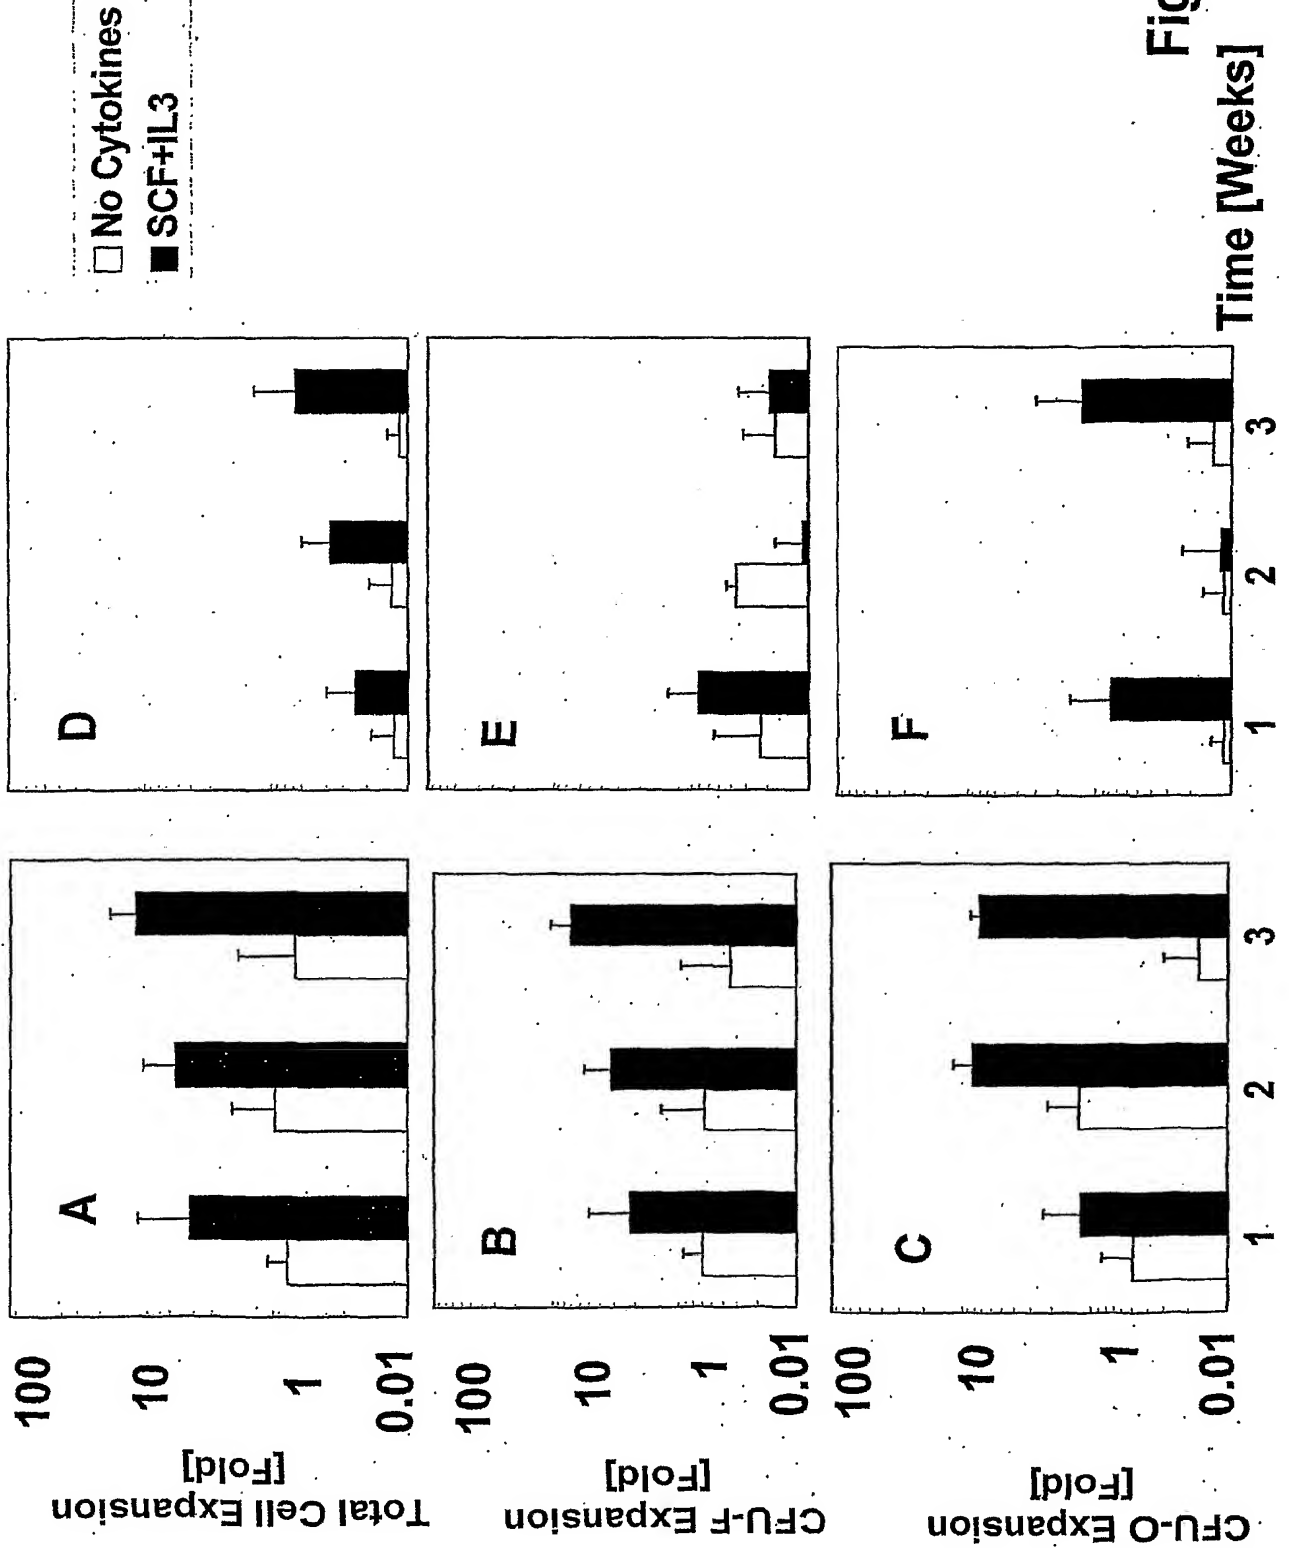 No Cytokines
SCF+IL3
A
D
100
10
1
0.01
Total Cell Expansion
[Fold]
B
E
100
10
1
0.01
CFU-F Expansion
[Fold]
C
F
100
10
1
0.01
CFU-O Expansion
[Fold]
1 2 3 1 2 3
Time [Weeks]
Fig